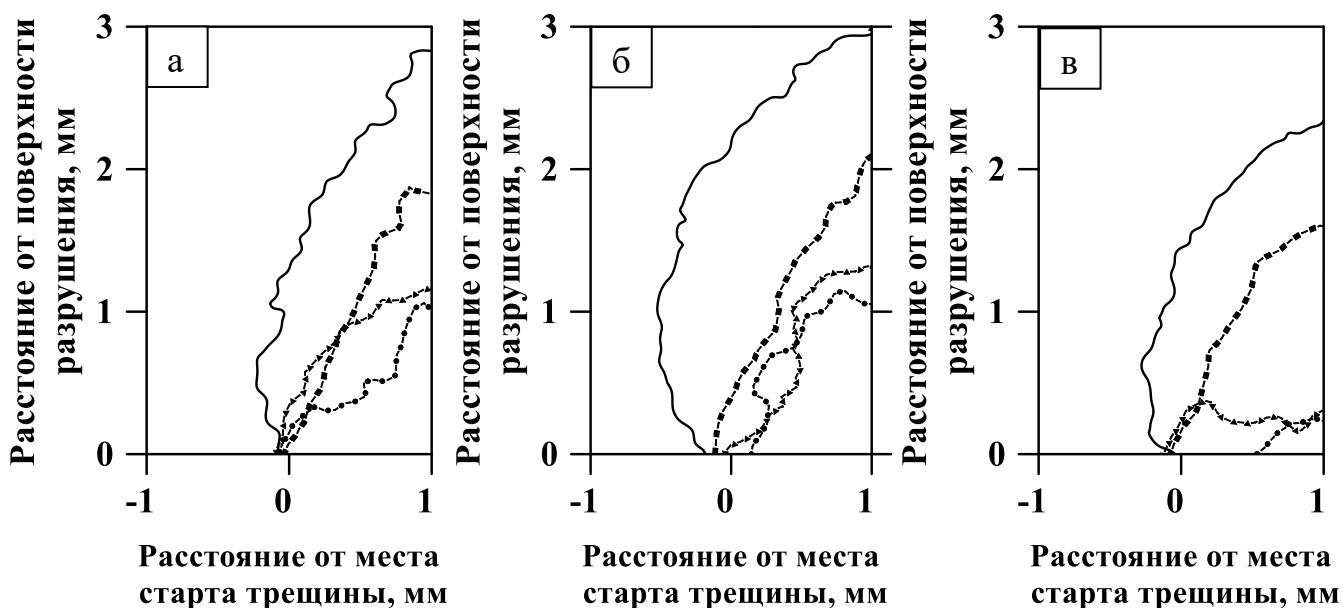 Расстояние от поверхности
разрушения, мм
3
2
1
0
-1
0
1
а
Расстояние от места
старта трещины, мм
Расстояние от поверхности
разрушения, мм
3
2
1
0
-1
0
1
б
Расстояние от места
старта трещины, мм
Расстояние от поверхности
разрушения, мм
3
2
1
0
-1
0
1
в
Расстояние от места
старта трещины, мм